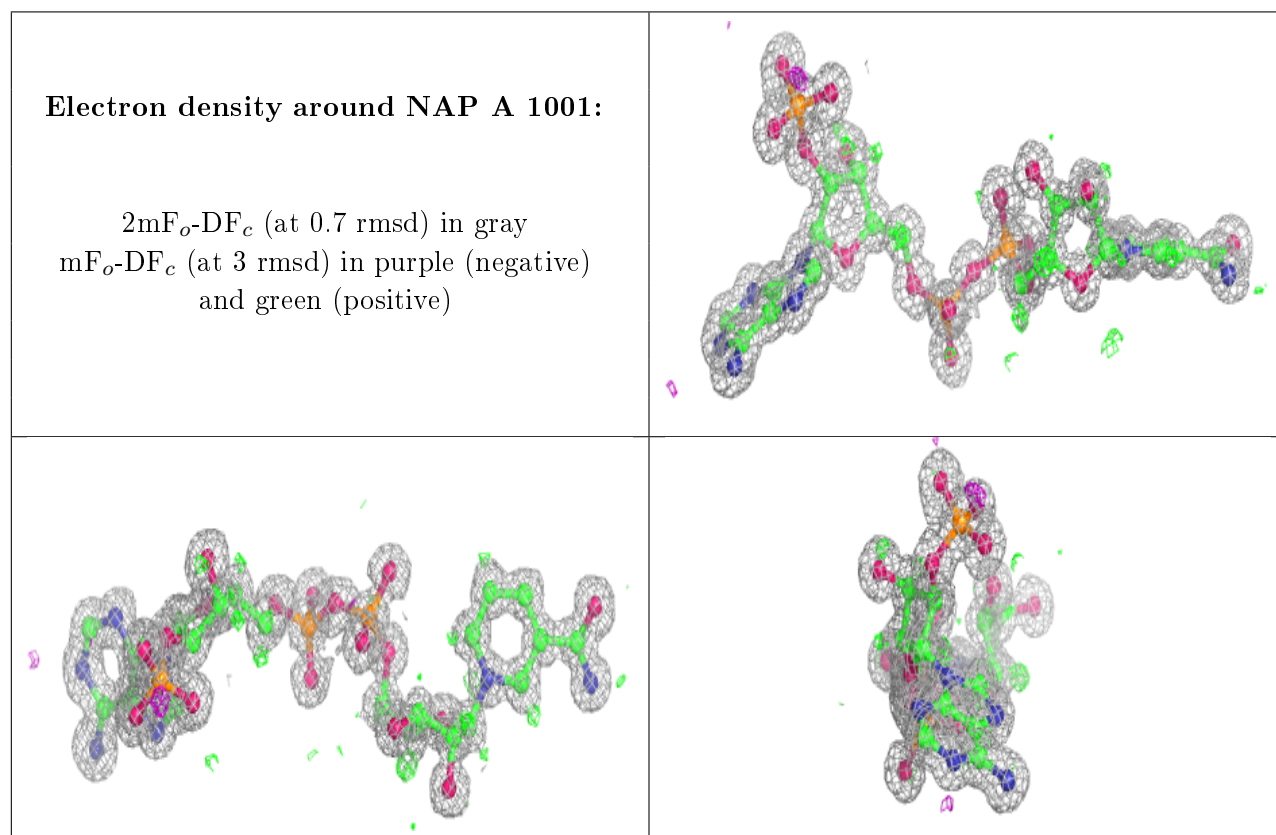 Electron density around NAP A 1001:
2mFo-DFc (at 0.7 rmsd) in gray
mFo-DFc (at 3 rmsd) in purple (negative)
and green (positive)